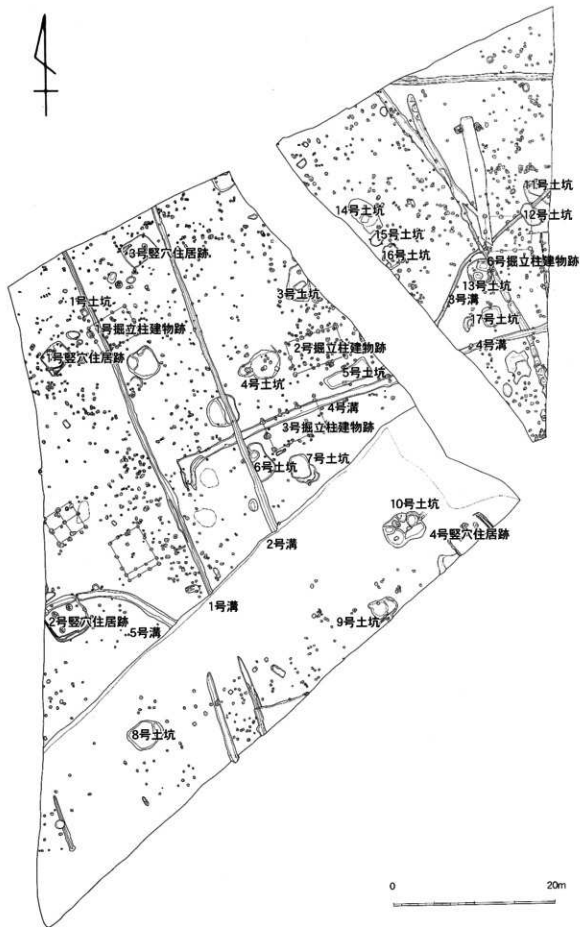 11号土坑
14号土坑
12号土坑
15号土坑
3号竪穴住居跡
16号土坑
6号掘立柱建物跡
13号土坑
3号土坑
1号土坑
3号溝
17号土坑
1号掘立柱建物跡
2号掘立柱建物跡
4号溝
1号竪穴住居跡
4号土坑
5号土坑
4号溝
3号掘立柱建物跡
6号土坑
7号土坑
10号土坑
4号竪穴住居跡
2号溝
1号溝
9号土坑
2号竪穴住居跡
5号溝
8号土坑
0
20m